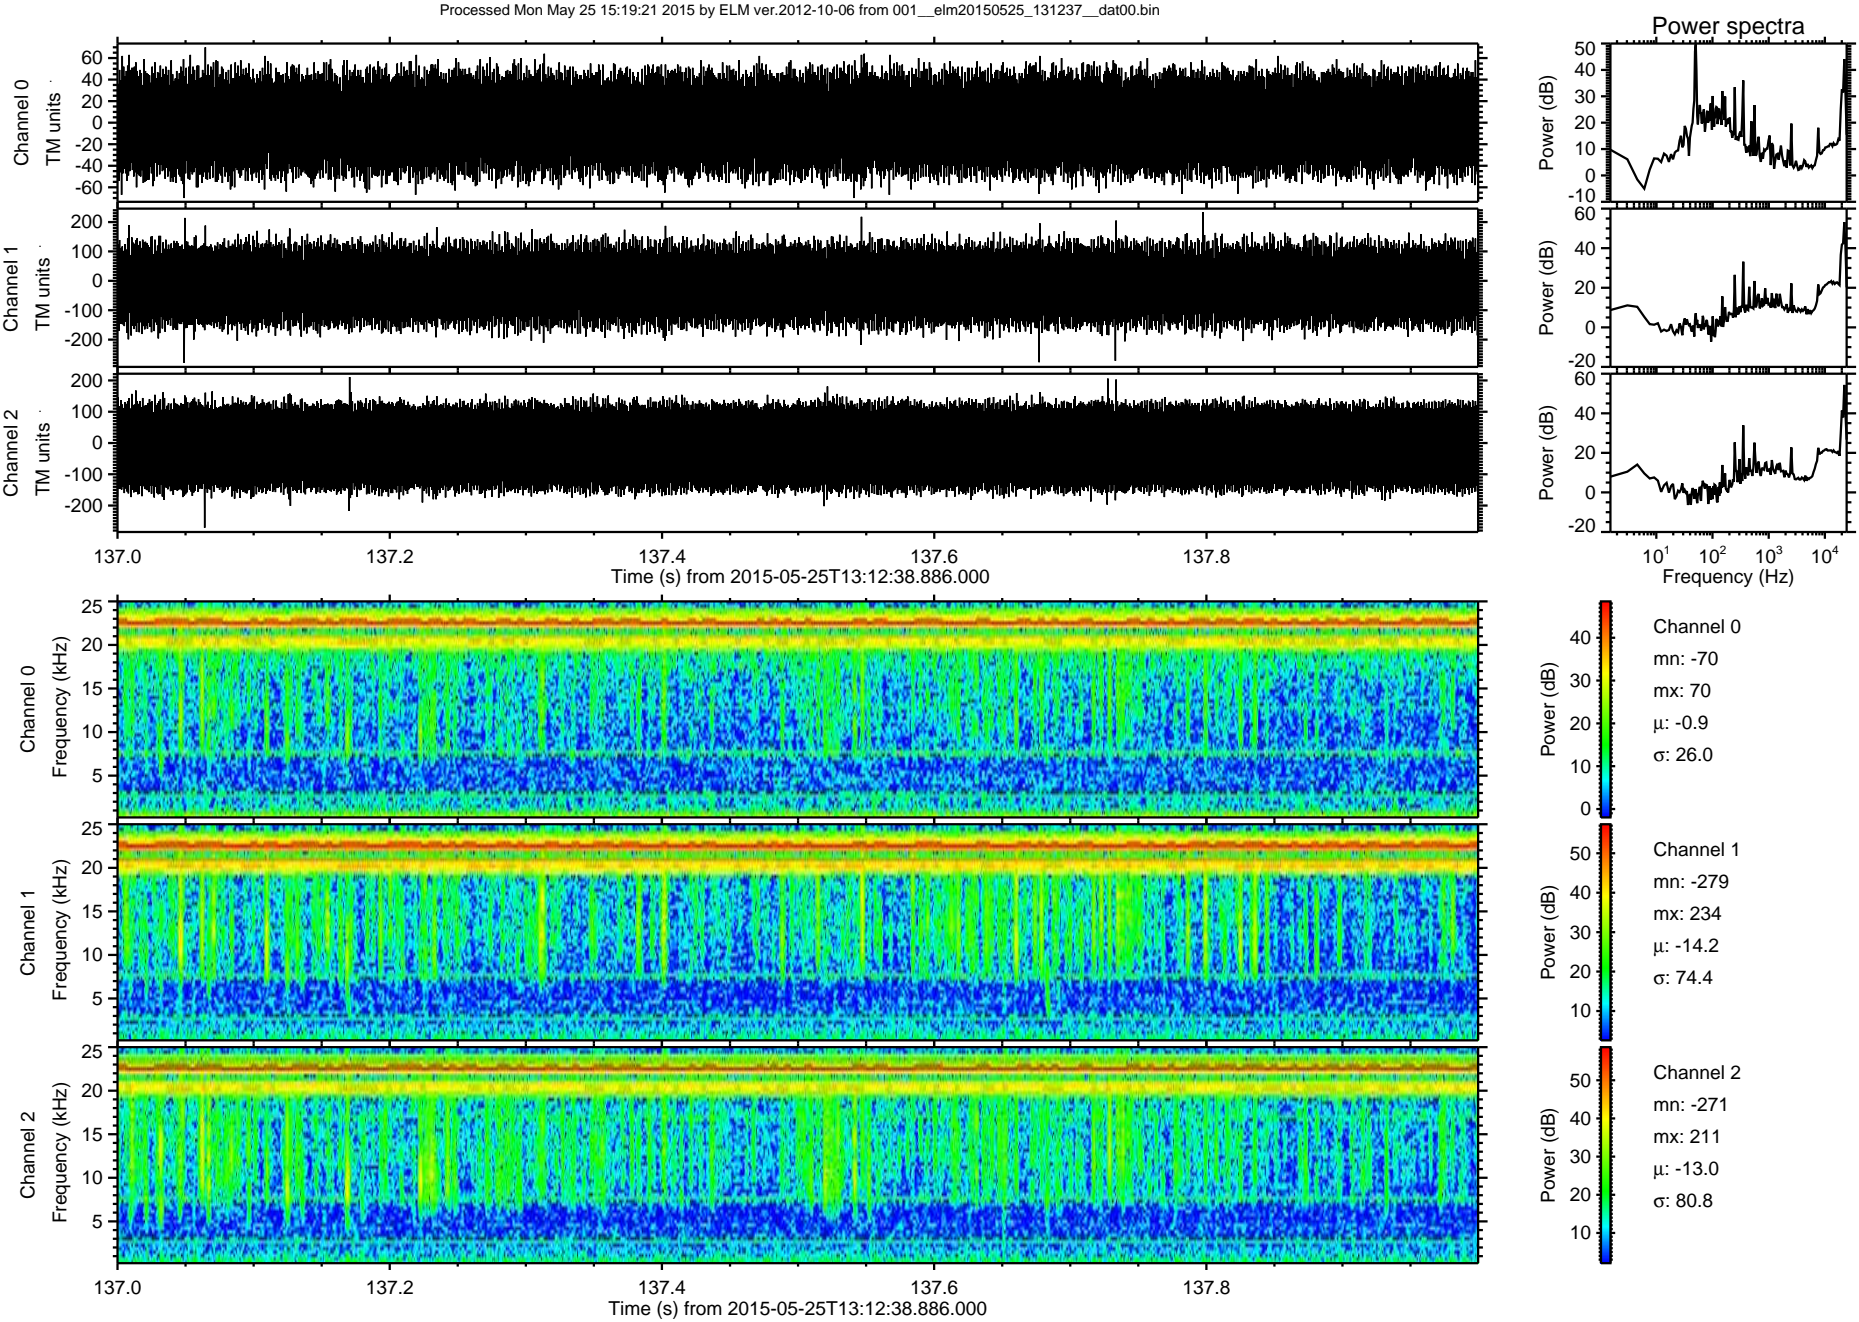 Processed Mon May 25 15:19:21 2015 by ELM ver.2012-10-06 from 001__elm20150525_131237__dat00.bin
Power spectra
Channel 0
TM units
60
40
20
0
-20
-40
-60
Power (dB)
50
40
30
20
10
0
-10
Channel 1
TM units
200
100
0
-100
-200
Power (dB)
60
40
20
0
-20
Channel 2
TM units
200
100
0
-100
-200
Power (dB)
60
40
20
0
-20
137.0 137.2 137.4 137.6 137.8
Time (s) from 2015-05-25T13:12:38.886.000
10¹ 10² 10³ 10⁴
Frequency (Hz)
Channel 0
Frequency (kHz)
25
20
15
10
5
Power (dB)
40
30
20
10
0
Channel 0
mn: -70
mx: 70
μ: -0.9
σ: 26.0
Channel 1
Frequency (kHz)
25
20
15
10
5
Power (dB)
50
40
30
20
10
Channel 1
mn: -279
mx: 234
μ: -14.2
σ: 74.4
Channel 2
Frequency (kHz)
25
20
15
10
5
Power (dB)
50
40
30
20
10
Channel 2
mn: -271
mx: 211
μ: -13.0
σ: 80.8
137.0 137.2 137.4 137.6 137.8
Time (s) from 2015-05-25T13:12:38.886.000